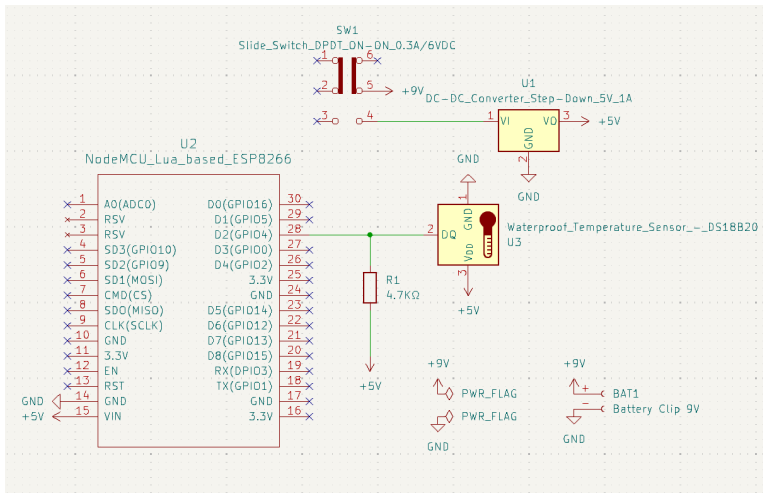 SW1
Slide_Switch_DPDT_ON-ON_0.3A/6VDC
1 6
2 5 +9V
3 4
U1
DC-DC_Converter_Step-Down_5V_1A
1 VI VO 3 +5V
GND
2
GND
U2
NodeMCU_Lua_based_ESP8266
1 A0(ADC0) D0(GPIO16) 30
2 RSV D1(GPIO5) 29
3 RSV D2(GPIO4) 28
4 SD3(GPIO10) D3(GPIO0) 27
5 SD2(GPIO9) D4(GPIO2) 26
6 SD1(MOSI) 3.3V 25
7 CMD(CS) GND 24
8 SDO(MISO) D5(GPIO14) 23
9 CLK(SCLK) D6(GPIO12) 22
10 GND D7(GPIO13) 21
11 3.3V D8(GPIO15) 20
12 EN RX(DPIO3) 19
13 RST TX(GPIO1) 18
GND 14 GND GND 17
+5V 15 VIN 3.3V 16
GND
1
GND
2 DQ
VDD
3
+5V
Waterproof_Temperature_Sensor_-_DS18B20
U3
R1
4.7KΩ
+5V
+9V
PWR_FLAG
PWR_FLAG
GND
+9V
+ BAT1
- Battery Clip 9V
GND